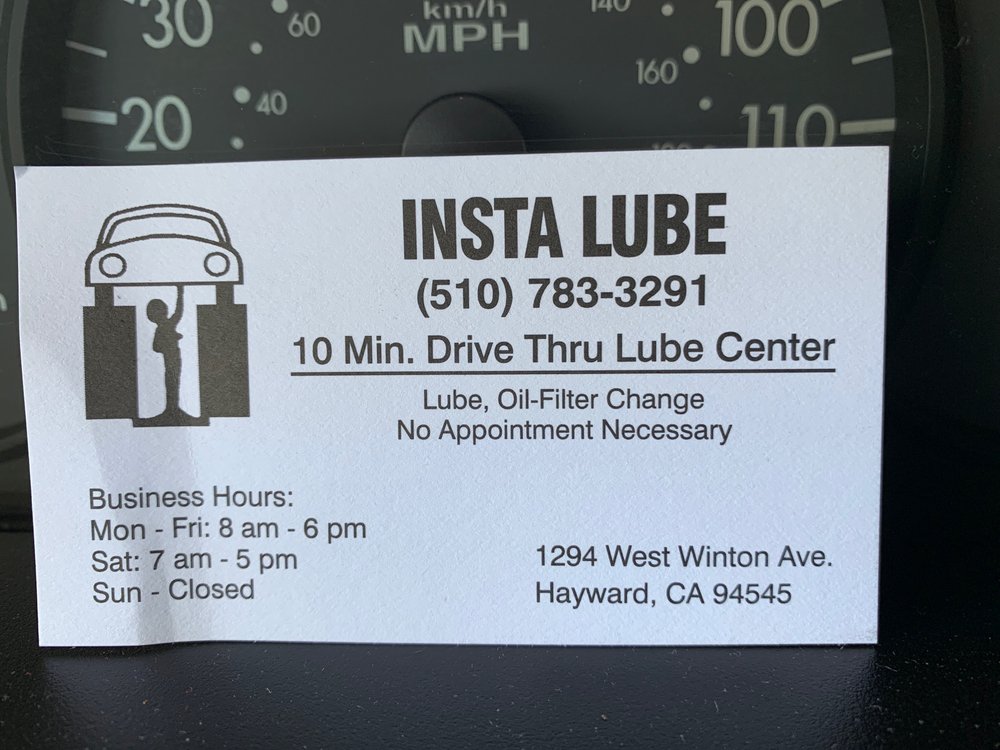 km/h
MPH
30
60
140
100
160
20
40
110
INSTA LUBE
(510) 783-3291
10 Min. Drive Thru Lube Center
Lube, Oil-Filter Change
No Appointment Necessary
Business Hours:
Mon - Fri: 8 am - 6 pm
Sat: 7 am - 5 pm
Sun - Closed
1294 West Winton Ave.
Hayward, CA 94545